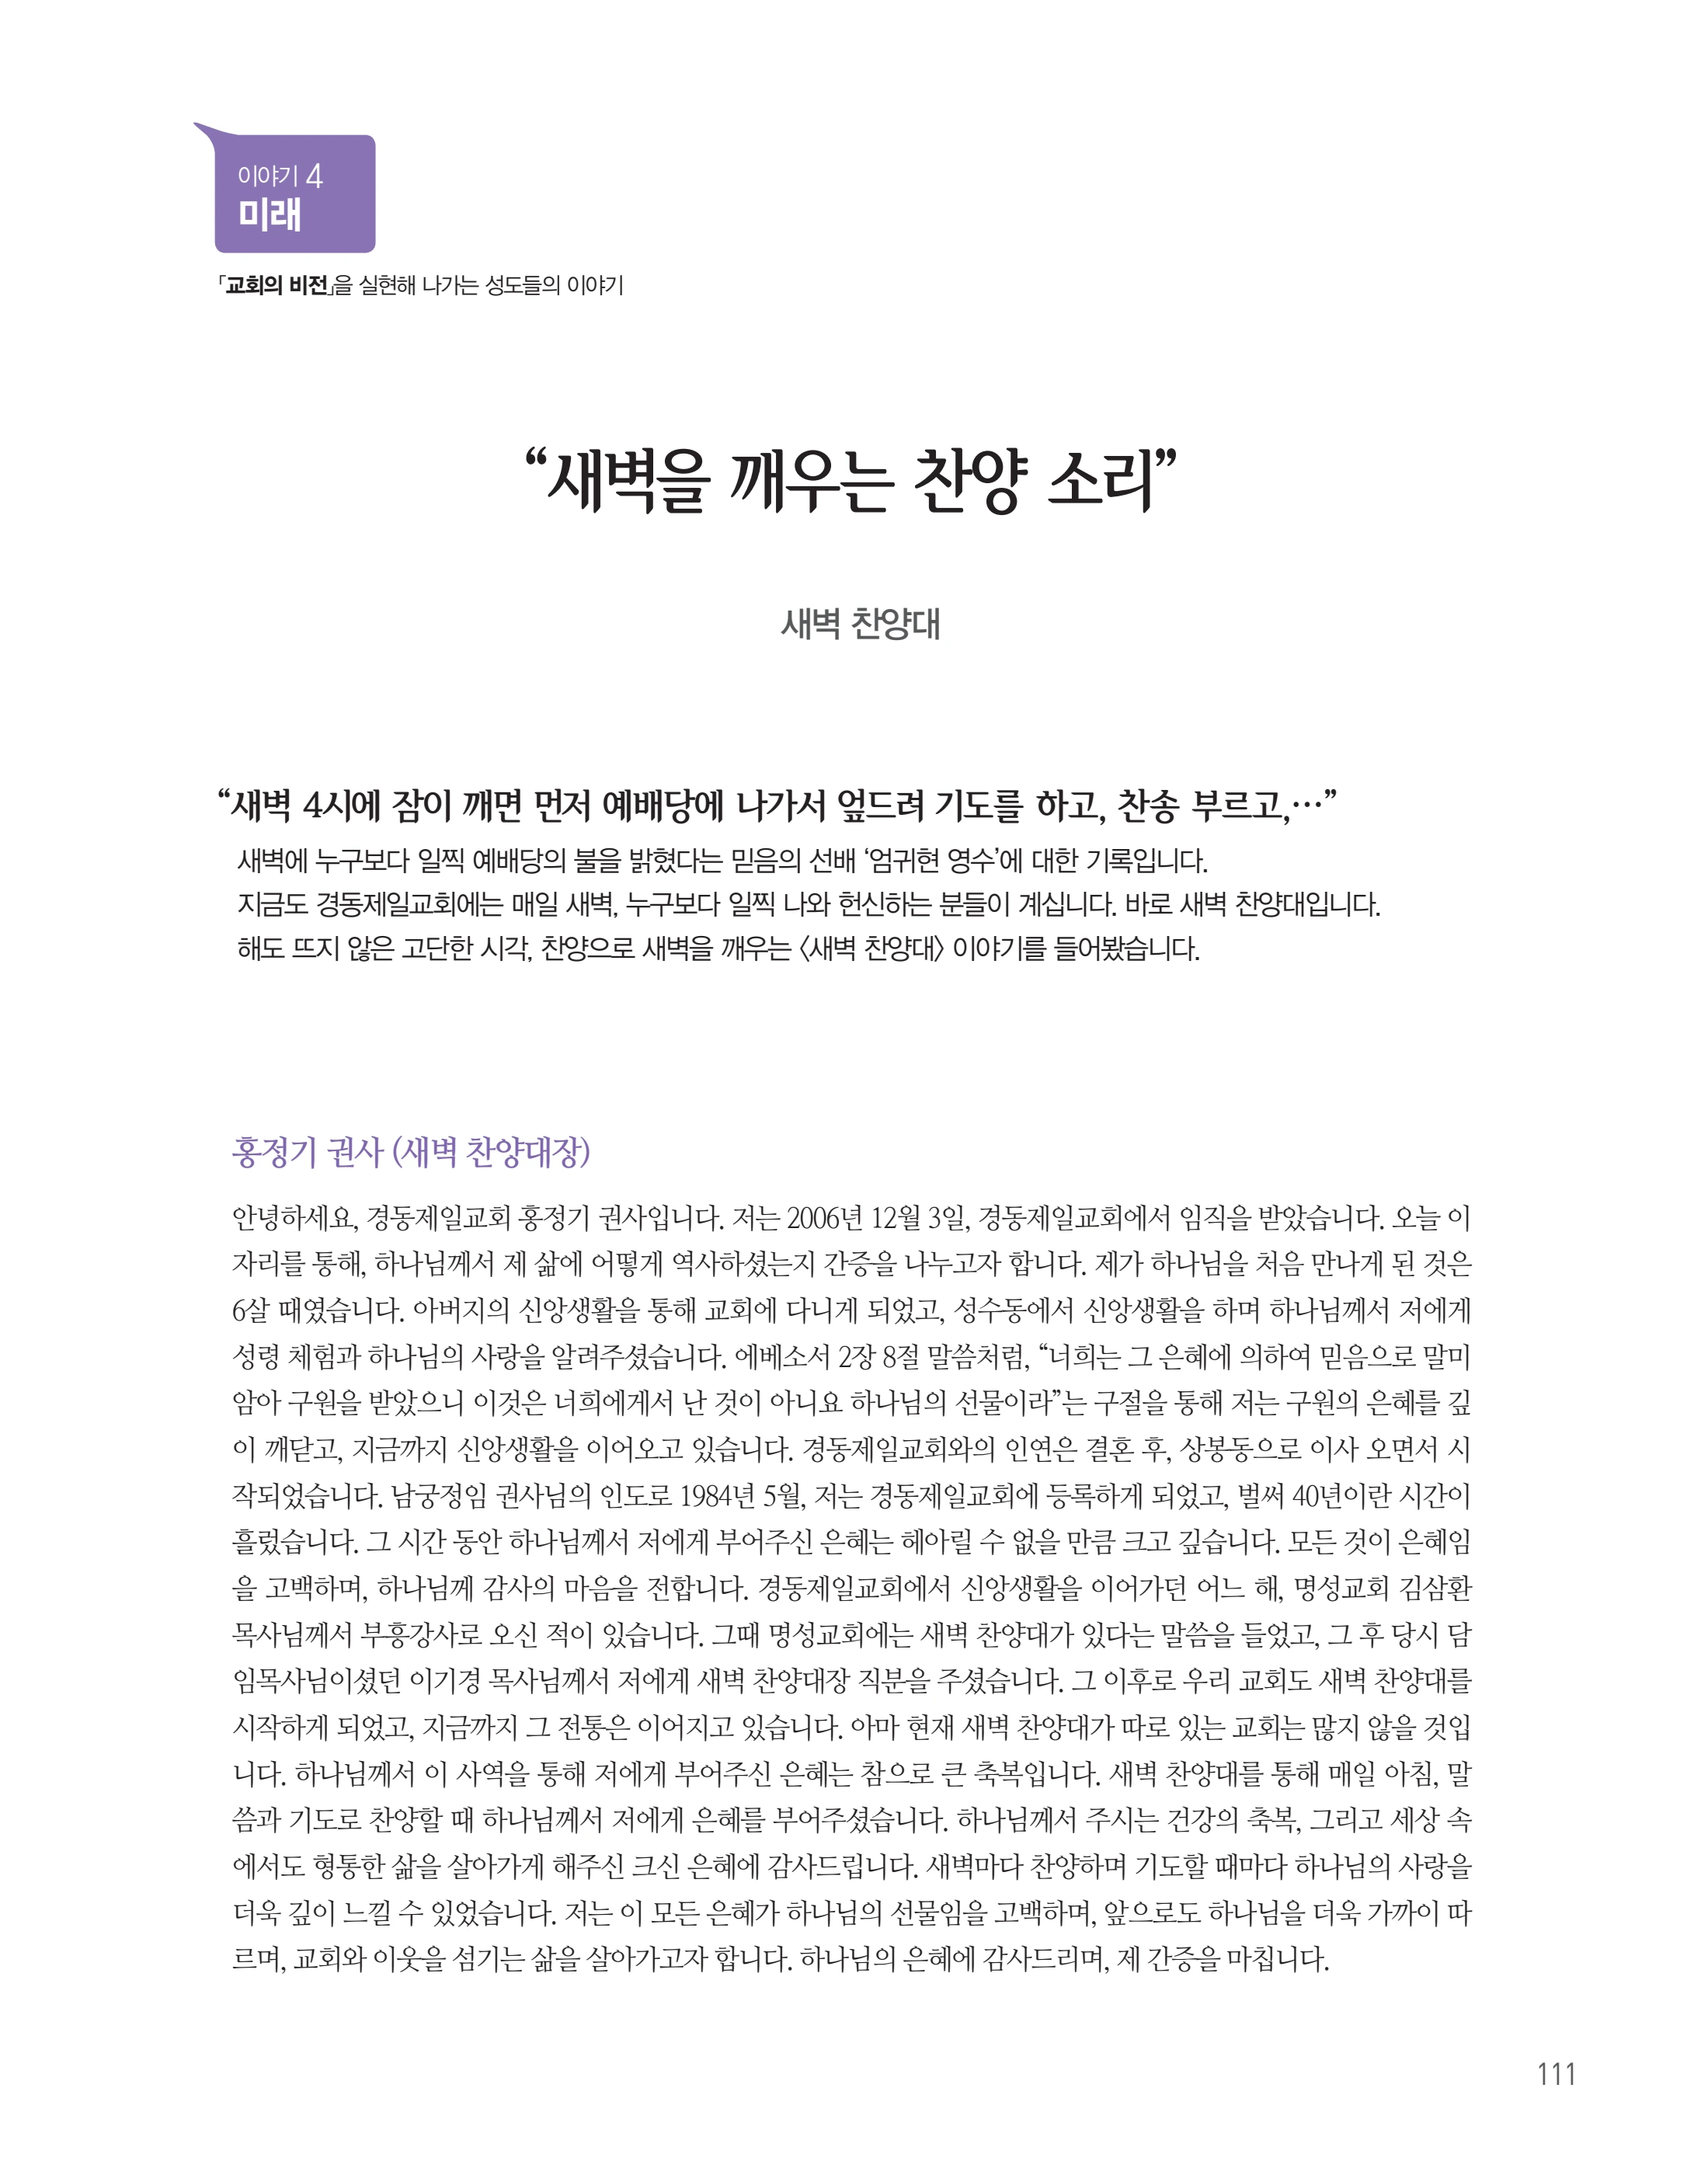 이야기 4
미래
「교회의 비전」을 실현해 나가는 성도들의 이야기
“새벽을 깨우는 찬양 소리”
새벽 찬양대
“새벽 4시에 잠이 깨면 먼저 예배당에 나가서 엎드려 기도를 하고, 찬송 부르고,…”
새벽에 누구보다 일찍 예배당의 불을 밝혔다는 믿음의 선배 ‘엄귀현 영수’에 대한 기록입니다.
지금도 경동제일교회에는 매일 새벽, 누구보다 일찍 나와 헌신하는 분들이 계십니다. 바로 새벽 찬양대입니다.
해도 뜨지 않은 고단한 시각, 찬양으로 새벽을 깨우는 〈새벽 찬양대〉 이야기를 들어봤습니다.
홍정기 권사 (새벽 찬양대장)
안녕하세요, 경동제일교회 홍정기 권사입니다. 저는 2006년 12월 3일, 경동제일교회에서 임직을 받았습니다. 오늘 이
자리를 통해, 하나님께서 제 삶에 어떻게 역사하셨는지 간증을 나누고자 합니다. 제가 하나님을 처음 만나게 된 것은
6살 때였습니다. 아버지의 신앙생활을 통해 교회에 다니게 되었고, 성수동에서 신앙생활을 하며 하나님께서 저에게
성령 체험과 하나님의 사랑을 알려주셨습니다. 에베소서 2장 8절 말씀처럼, “너희는 그 은혜에 의하여 믿음으로 말미
암아 구원을 받았으니 이것은 너희에게서 난 것이 아니요 하나님의 선물이라”는 구절을 통해 저는 구원의 은혜를 깊
이 깨닫고, 지금까지 신앙생활을 이어오고 있습니다. 경동제일교회와의 인연은 결혼 후, 상봉동으로 이사 오면서 시
작되었습니다. 남궁정임 권사님의 인도로 1984년 5월, 저는 경동제일교회에 등록하게 되었고, 벌써 40년이란 시간이
흘렀습니다. 그 시간 동안 하나님께서 저에게 부어주신 은혜는 헤아릴 수 없을 만큼 크고 깊습니다. 모든 것이 은혜임
을 고백하며, 하나님께 감사의 마음을 전합니다. 경동제일교회에서 신앙생활을 이어가던 어느 해, 명성교회 김삼환
목사님께서 부흥강사로 오신 적이 있습니다. 그때 명성교회에는 새벽 찬양대가 있다는 말씀을 들었고, 그 후 당시 담
임목사님이셨던 이기경 목사님께서 저에게 새벽 찬양대장 직분을 주셨습니다. 그 이후로 우리 교회도 새벽 찬양대를
시작하게 되었고, 지금까지 그 전통은 이어지고 있습니다. 아마 현재 새벽 찬양대가 따로 있는 교회는 많지 않을 것입
니다. 하나님께서 이 사역을 통해 저에게 부어주신 은혜는 참으로 큰 축복입니다. 새벽 찬양대를 통해 매일 아침, 말
씀과 기도로 찬양할 때 하나님께서 저에게 은혜를 부어주셨습니다. 하나님께서 주시는 건강의 축복, 그리고 세상 속
에서도 형통한 삶을 살아가게 해주신 크신 은혜에 감사드립니다. 새벽마다 찬양하며 기도할 때마다 하나님의 사랑을
더욱 깊이 느낄 수 있었습니다. 저는 이 모든 은혜가 하나님의 선물임을 고백하며, 앞으로도 하나님을 더욱 가까이 따
르며, 교회와 이웃을 섬기는 삶을 살아가고자 합니다. 하나님의 은혜에 감사드리며, 제 간증을 마칩니다.
111